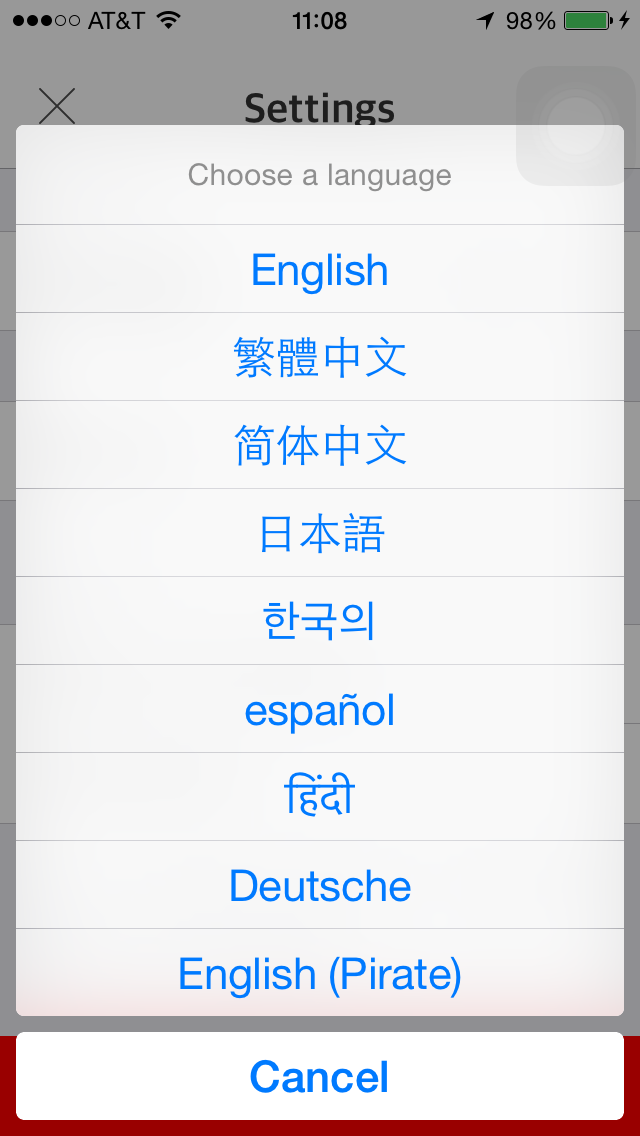 AT&T 11:08 98%
Settings
Choose a language
English
繁體中文
简体中文
日本語
한국의
español
हिंदी
Deutsche
English (Pirate)
Cancel